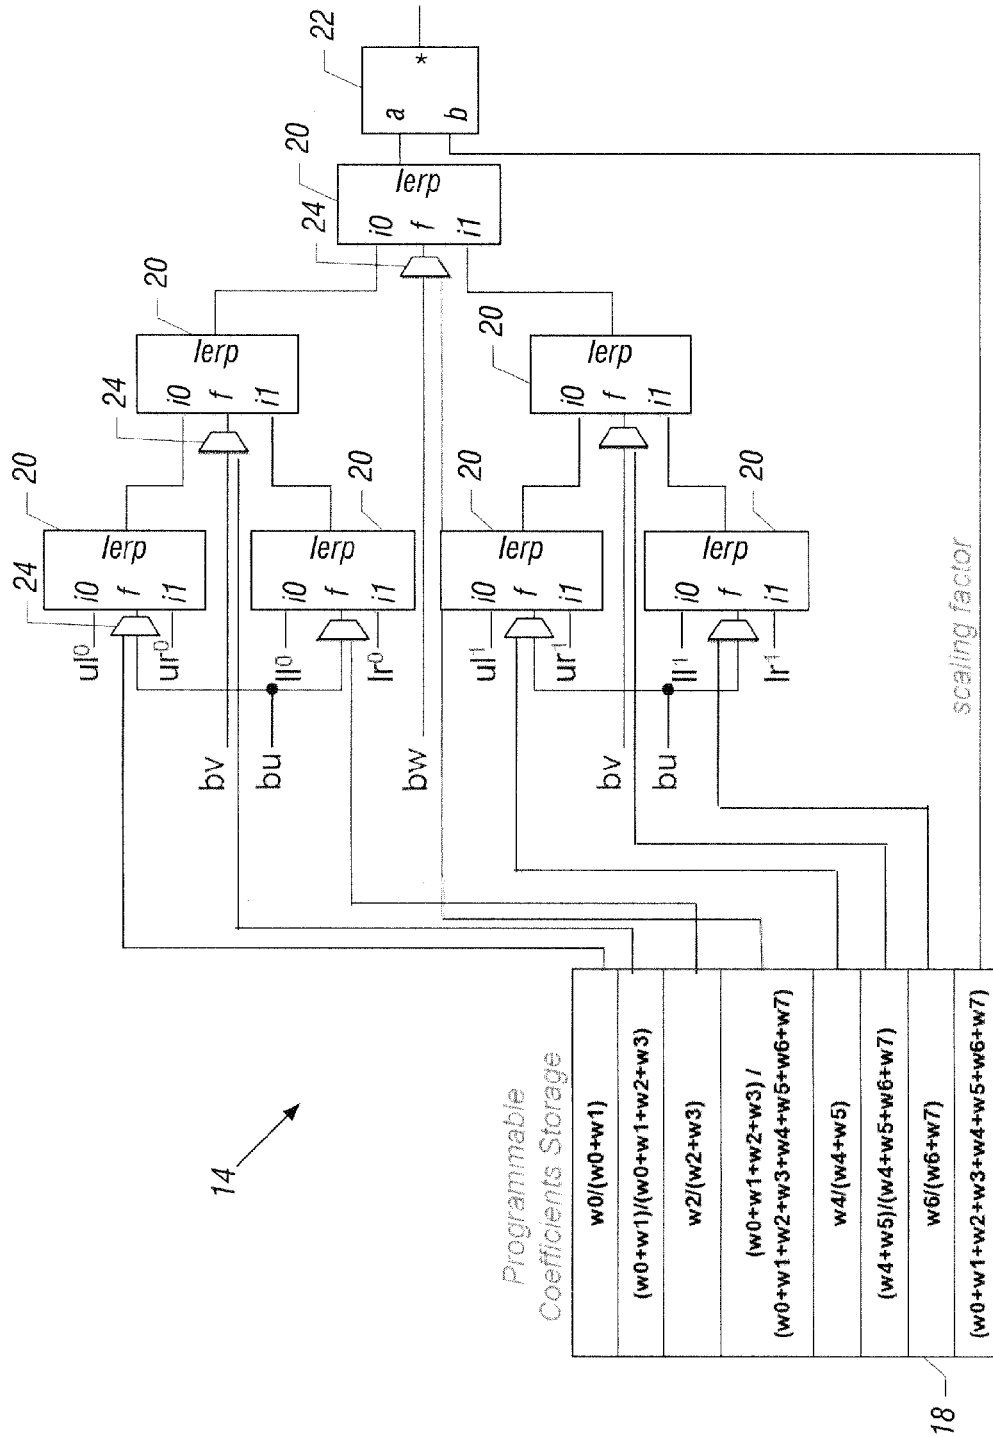 22
*
a
b
20
lerp
i0
f
i1
24
20
lerp
i0
f
i1
24
20
lerp
i0
f
i1
20
lerp
i0
f
i1
24
ul0
ur0
20
lerp
i0
f
i1
ll0
lr0
20
lerp
i0
f
i1
ul1
ur1
20
lerp
i0
f
i1
ll1
lr1
20
bv
bu
bw
bv
bu
scaling factor
14
Programmable
Coefficients Storage
w0/(w0+w1)
(w0+w1)/(w0+w1+w2+w3)
w2/(w2+w3)
(w0+w1+w2+w3) /
(w0+w1+w2+w3+w4+w5+w6+w7)
w4/(w4+w5)
(w4+w5)/(w4+w5+w6+w7)
w6/(w6+w7)
(w0+w1+w2+w3+w4+w5+w6+w7)
18